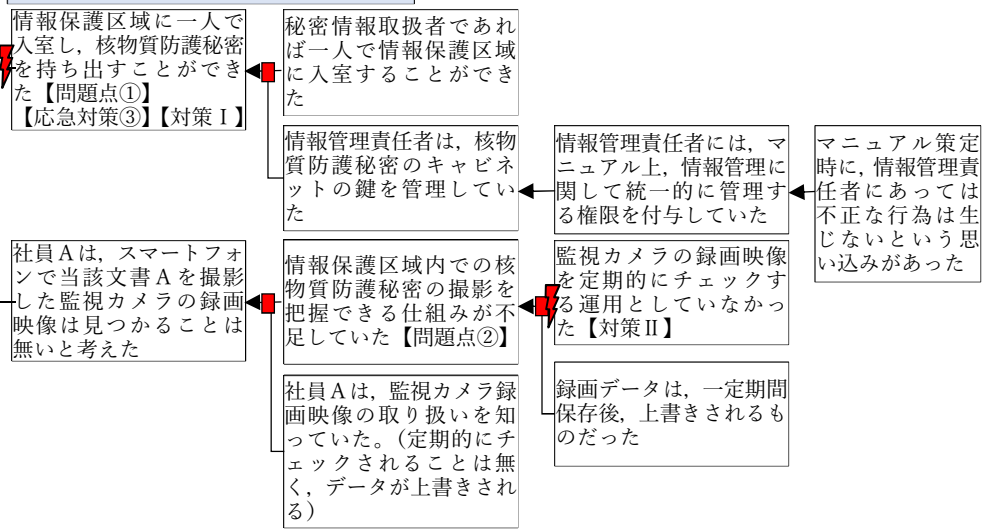 情報保護区域に一人で
入室し，核物質防護秘密
を持ち出すことができ
た【問題点①】
【応急対策③】【対策Ⅰ】
秘密情報取扱者であれ
ば一人で情報保護区域
に入室することができ
た
情報管理責任者は，核物
質防護秘密のキャビネ
ットの鍵を管理してい
た
情報管理責任者には，マ
ニュアル上，情報管理に
関して統一的に管理す
る権限を付与していた
マニュアル策定
時に，情報管理責
任者にあっては
不正な行為は生
じないという思
い込みがあった
社員Ａは，スマートフォ
ンで当該文書Ａを撮影
した監視カメラの録画
映像は見つかることは
無いと考えた
情報保護区域内での核
物質防護秘密の撮影を
把握できる仕組みが不
足していた【問題点②】
監視カメラの録画映像
を定期的にチェックす
る運用としていなかっ
た【対策Ⅱ】
録画データは，一定期間
保存後，上書きされるも
のだった
社員Ａは，監視カメラ録
画映像の取り扱いを知
っていた。（定期的にチ
ェックされることは無
く，データが上書きされ
る）